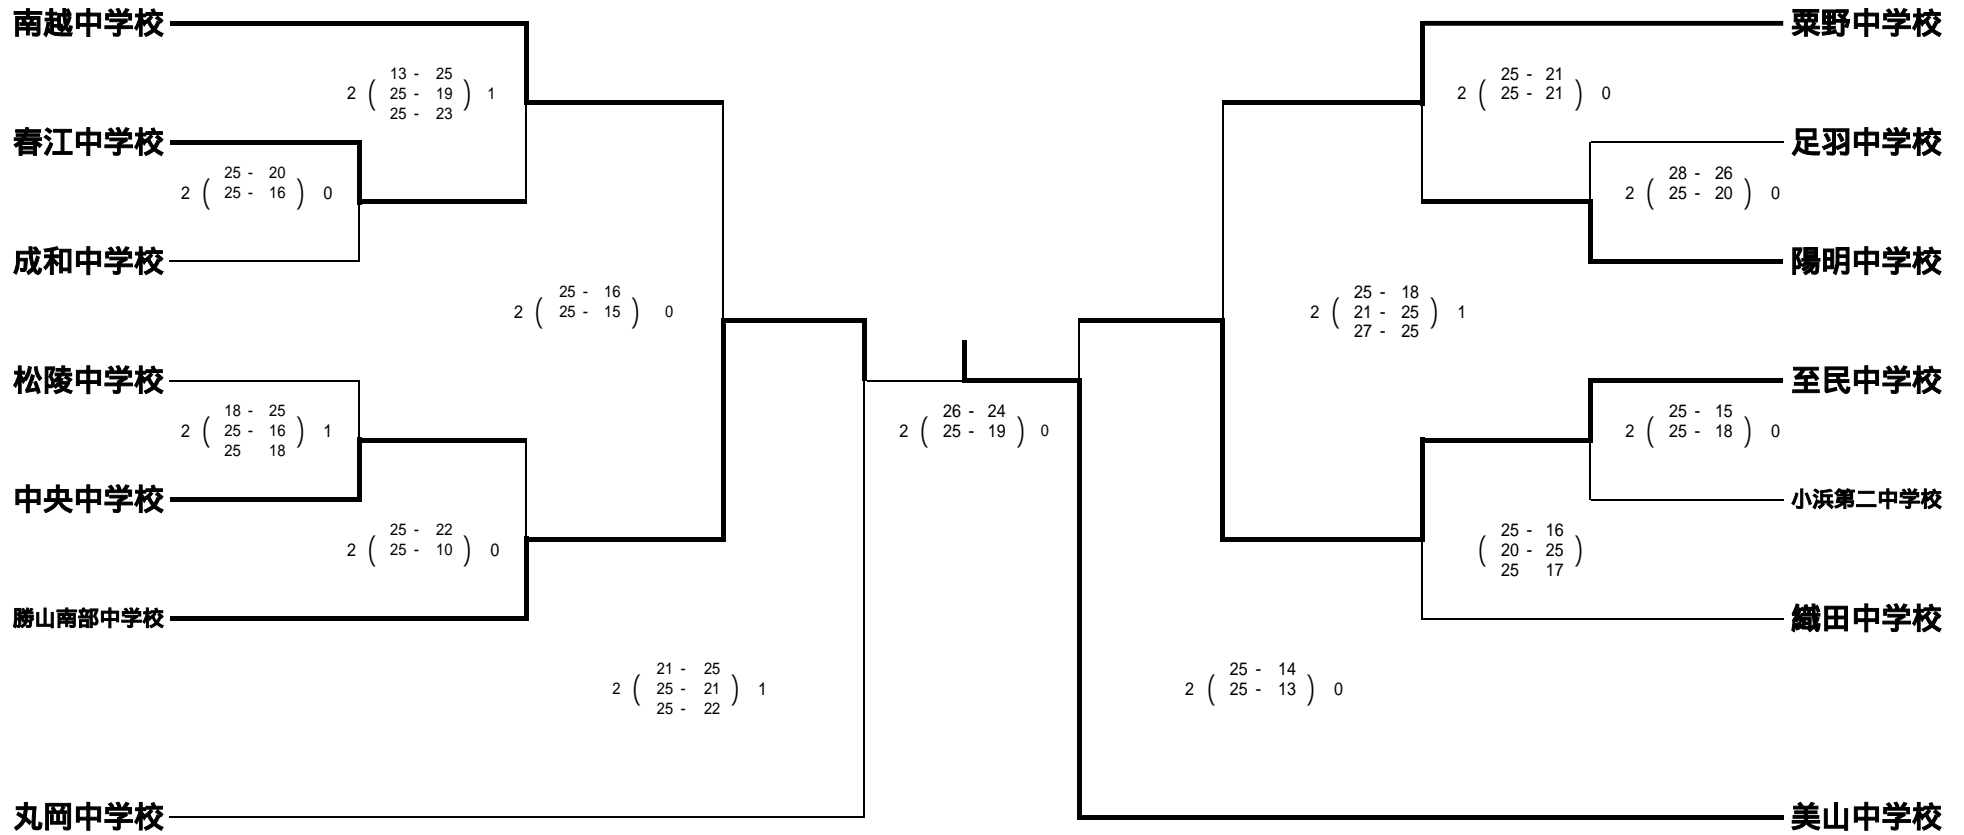 南越中学校
2 ( 13 - 25 ) 1
25 - 19
25 - 23
春江中学校
2 ( 25 - 20 ) 0
25 - 16
成和中学校
2 ( 25 - 16 ) 0
25 - 15
松陵中学校
2 ( 18 - 25 ) 1
25 - 16
25 18
中央中学校
2 ( 25 - 22 ) 0
25 - 10
勝山南部中学校
2 ( 21 - 25 ) 1
25 - 21
25 - 22
丸岡中学校
2 ( 26 - 24 ) 0
25 - 19
粟野中学校
2 ( 25 - 21 ) 0
25 - 21
足羽中学校
2 ( 28 - 26 ) 0
25 - 20
陽明中学校
2 ( 25 - 18 ) 1
21 - 25
27 - 25
至民中学校
2 ( 25 - 15 ) 0
25 - 18
小浜第二中学校
( 25 - 16 )
20 - 25
25 17
織田中学校
2 ( 25 - 14 ) 0
25 - 13
美山中学校